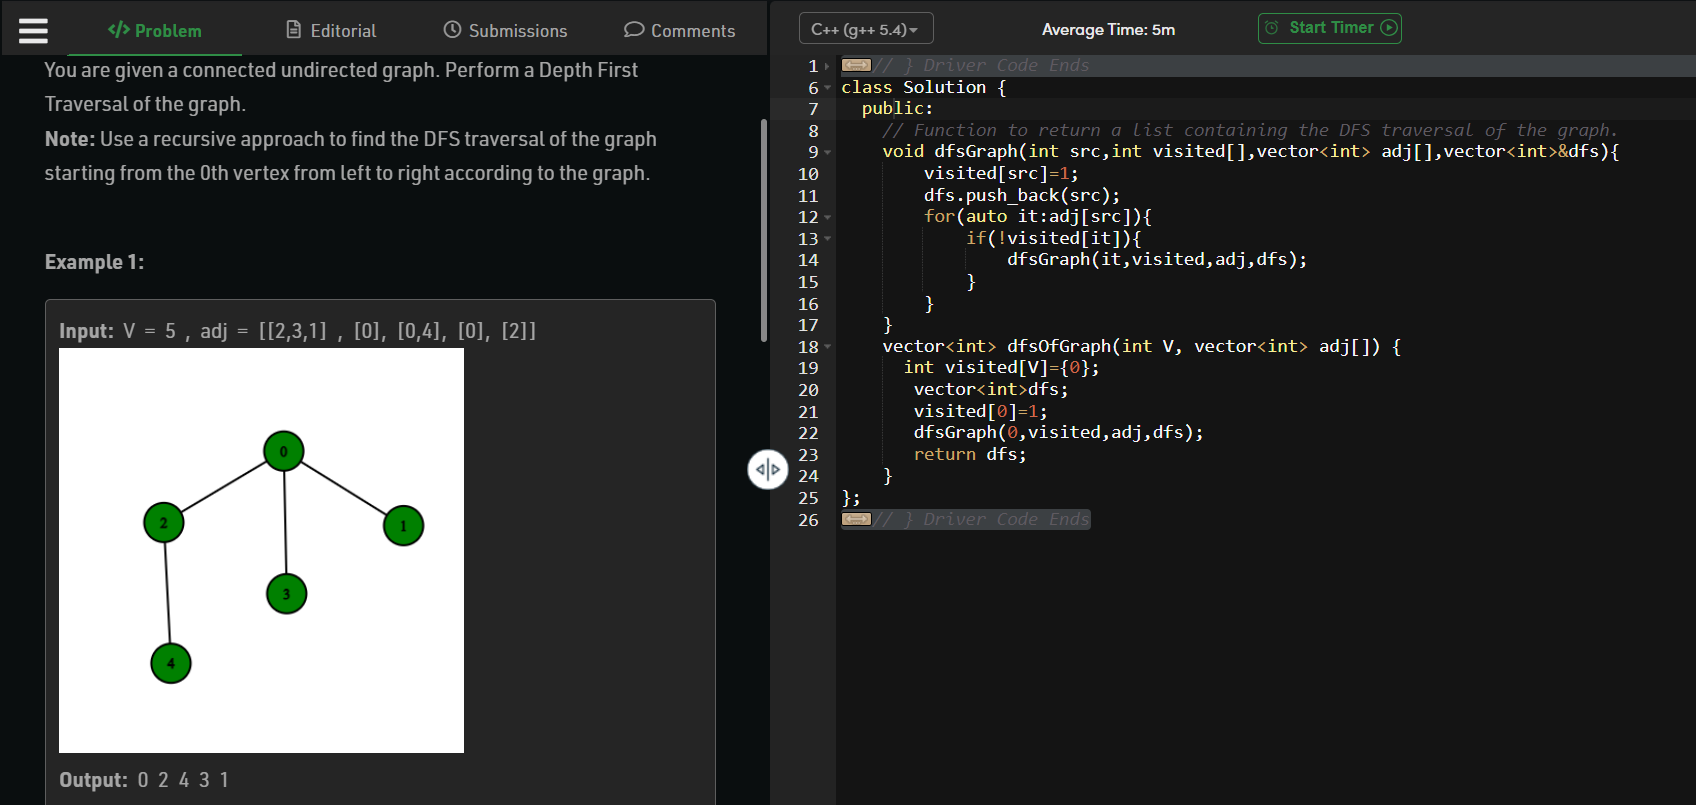 Problem Editorial Submissions Comments
You are given a connected undirected graph. Perform a Depth First
Traversal of the graph.
Note: Use a recursive approach to find the DFS traversal of the graph
starting from the 0th vertex from left to right according to the graph.
Example 1:
Input: V = 5 , adj = [[2,3,1] , [0], [0,4], [0], [2]]
0
2
1
3
4
Output: 0 2 4 3 1
C++ (g++ 5.4) Average Time: 5m Start Timer
1 // } Driver Code Ends
6 class Solution {
7 public:
8 // Function to return a list containing the DFS traversal of the graph.
9 void dfsGraph(int src,int visited[],vector<int> adj[],vector<int>&dfs){
10 visited[src]=1;
11 dfs.push_back(src);
12 for(auto it:adj[src]){
13 if(!visited[it]){
14 dfsGraph(it,visited,adj,dfs);
15 }
16 }
17 }
18 vector<int> dfsOfGraph(int V, vector<int> adj[]) {
19 int visited[V]={0};
20 vector<int>dfs;
21 visited[0]=1;
22 dfsGraph(0,visited,adj,dfs);
23 return dfs;
24 }
25 };
26 // } Driver Code Ends